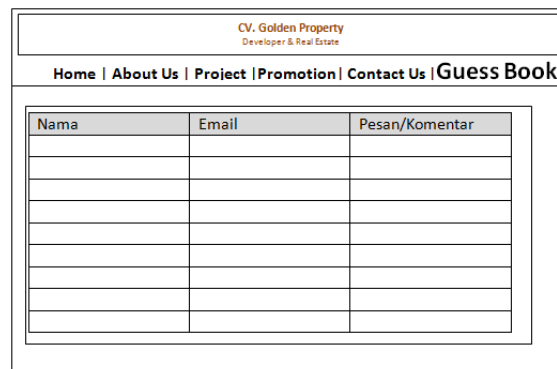 CV. Golden Property
Developer & Real Estate
Home | About Us | Project |Promotion| Contact Us |Guess Book
Nama Email Pesan/Komentar